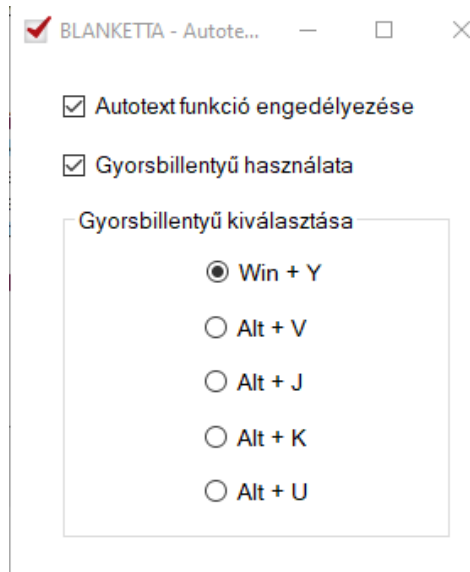 BLANKETTA - Autote...
Autotext funkció engedélyezése
Gyorsbillentyű használata
Gyorsbillentyű kiválasztása
Win + Y
Alt + V
Alt + J
Alt + K
Alt + U